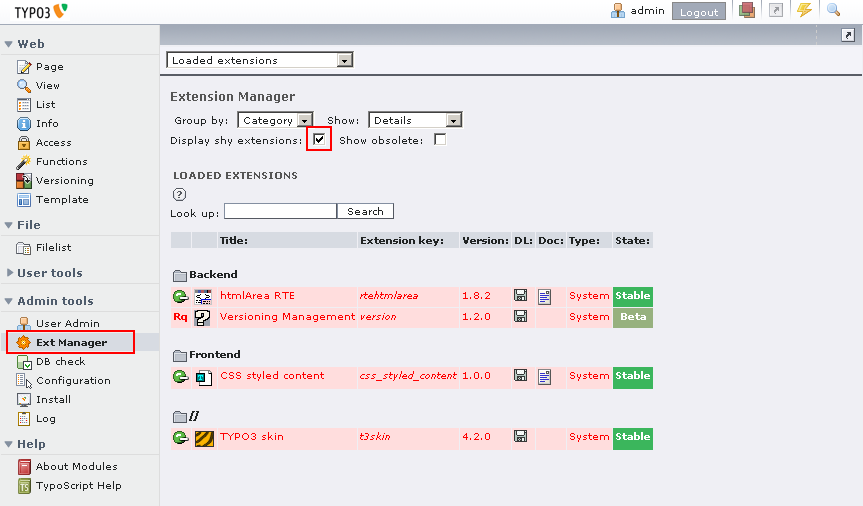 TYPO3 admin Logout
Web
Page
View
List
Info
Access
Functions
Versioning
Template
File
Filelist
User tools
Admin tools
User Admin
Ext Manager
DB check
Configuration
Install
Log
Help
About Modules
TypoScript Help
Loaded extensions
Extension Manager
Group by: Category Show: Details
Display shy extensions: Show obsolete:
LOADED EXTENSIONS
?
Look up: Search
Title: Extension key: Version: DL: Doc: Type: State:
Backend
htmlArea RTE rtehtmlarea 1.8.2 System Stable
Rq ? Versioning Management version 1.2.0 System Beta
Frontend
CSS styled content css_styled_content 1.0.0 System Stable
[]
TYPO3 skin t3skin 4.2.0 System Stable